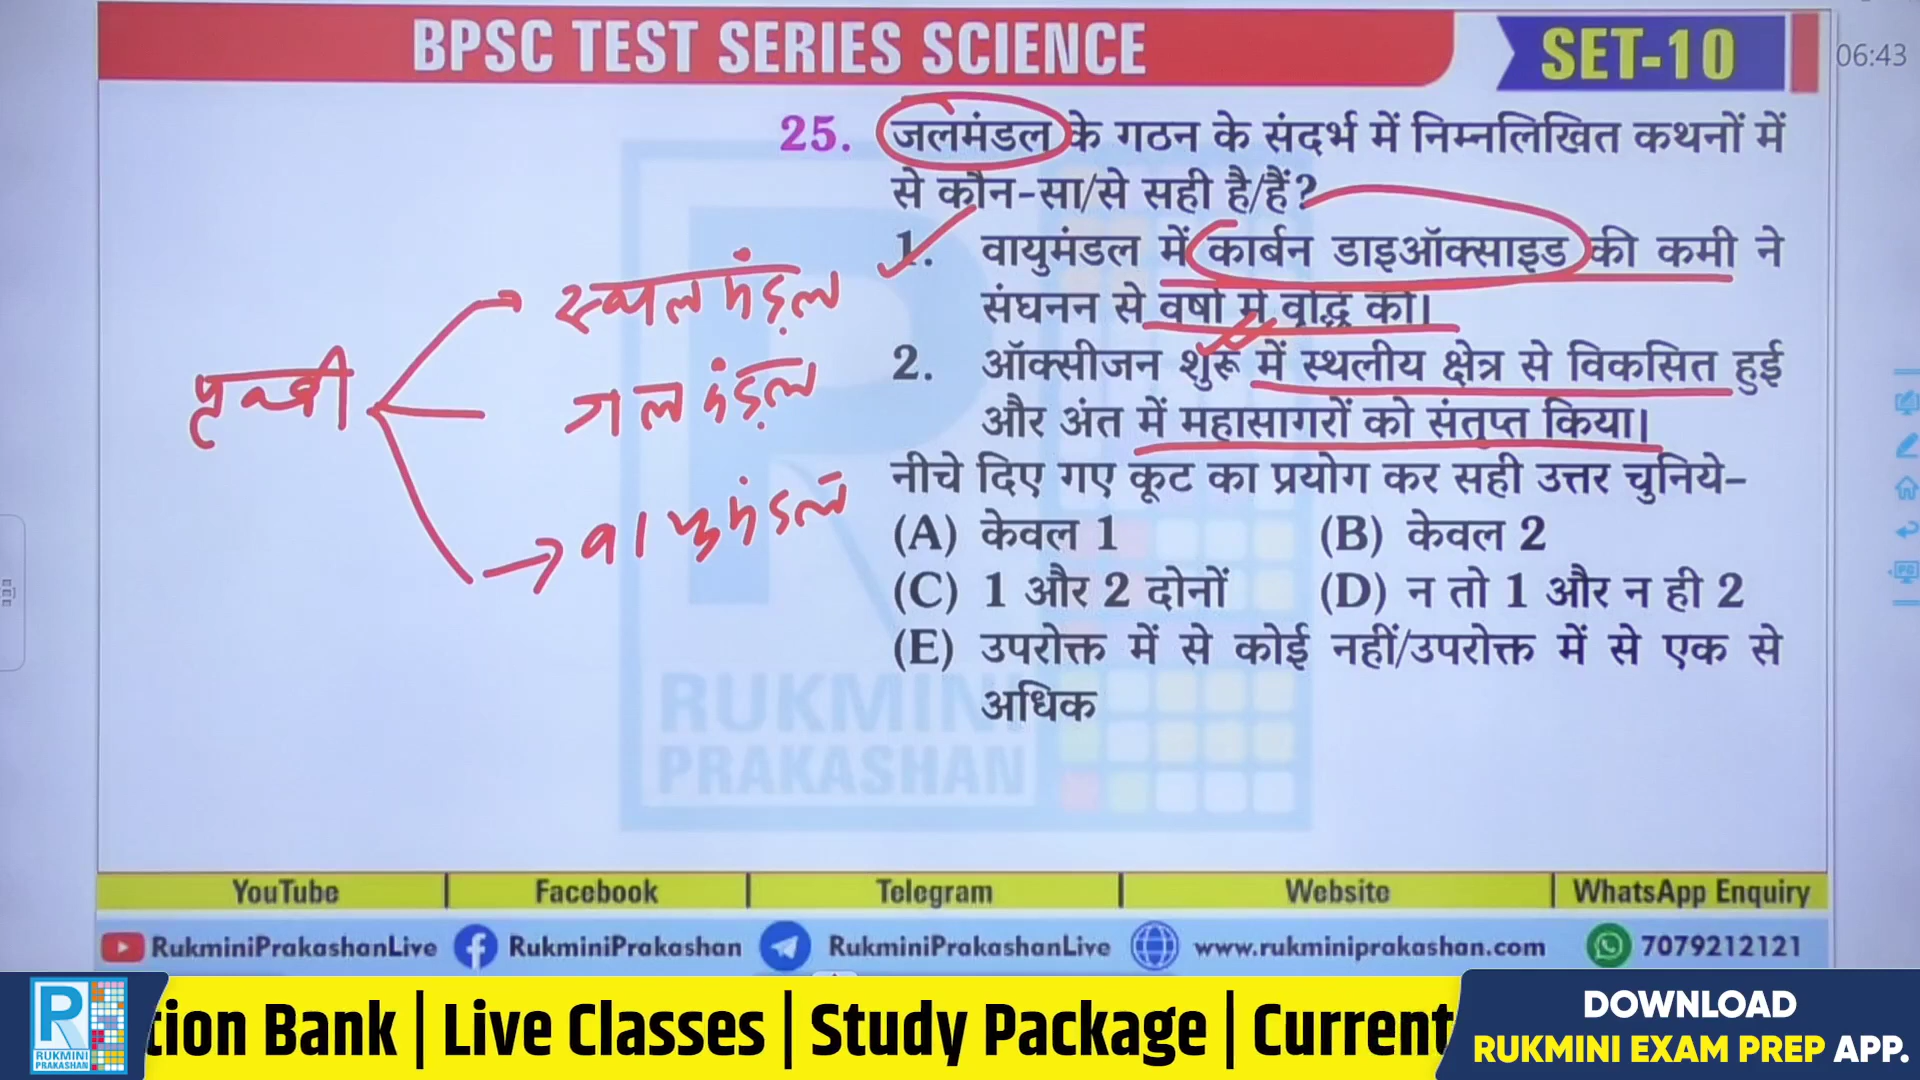 BPSC TEST SERIES SCIENCE
SET-10
06:43
25. जलमंडल के गठन के संदर्भ में निम्नलिखित कथनों में
से कौन-सा/से सही है/हैं?
1. वायुमंडल में कार्बन डाइऑक्साइड की कमी ने
संघनन से वर्षा में वृद्धि की।
2. ऑक्सीजन शुरू में स्थलीय क्षेत्र से विकसित हुई
और अंत में महासागरों को संतृप्त किया।
नीचे दिए गए कूट का प्रयोग कर सही उत्तर चुनिये–
(A) केवल 1 (B) केवल 2
(C) 1 और 2 दोनों (D) न तो 1 और न ही 2
(E) उपरोक्त में से कोई नहीं/उपरोक्त में से एक से
अधिक
पृथ्वी
स्थलमंडल
जलमंडल
वायुमंडल
RUKMINI
PRAKASHAN
YouTube | Facebook | Telegram | Website | WhatsApp Enquiry
RukminiPrakashanLive RukminiPrakashan RukminiPrakashanLive www.rukminiprakashan.com 7079212121
RUKMINI
PRAKASHAN
tion Bank | Live Classes | Study Package | Current
DOWNLOAD
RUKMINI EXAM PREP APP.